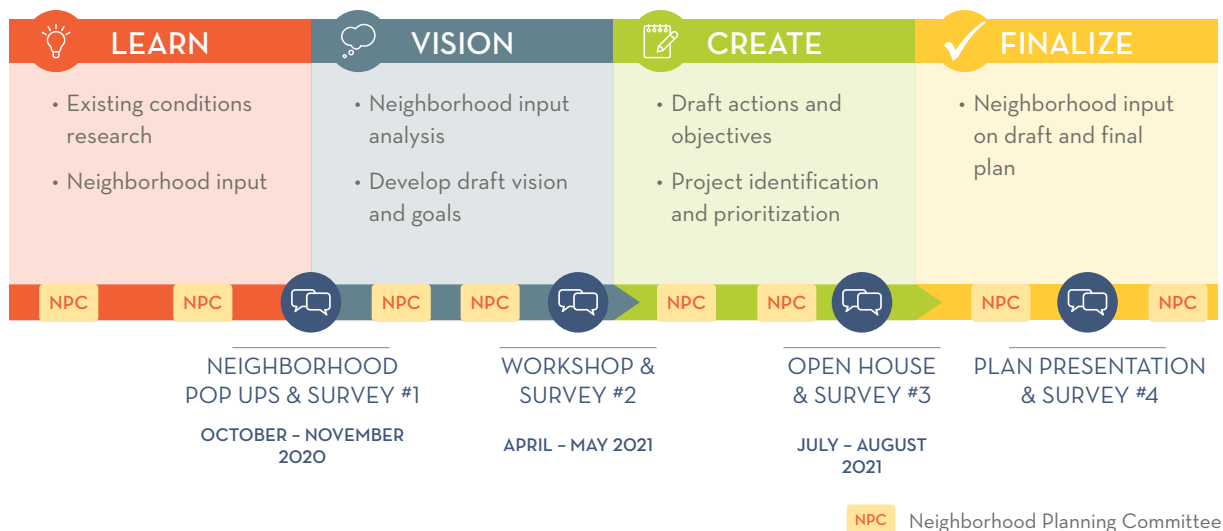 LEARN
VISION
CREATE
FINALIZE
• Existing conditions
research
• Neighborhood input
• Neighborhood input
analysis
• Develop draft vision
and goals
• Draft actions and
objectives
• Project identification
and prioritization
• Neighborhood input
on draft and final
plan
NPC
NPC
NPC
NPC
NPC
NPC
NPC
NPC
NEIGHBORHOOD
POP UPS & SURVEY #1
OCTOBER – NOVEMBER
2020
WORKSHOP &
SURVEY #2
APRIL – MAY 2021
OPEN HOUSE
& SURVEY #3
JULY – AUGUST
2021
PLAN PRESENTATION
& SURVEY #4
NPC Neighborhood Planning Committee